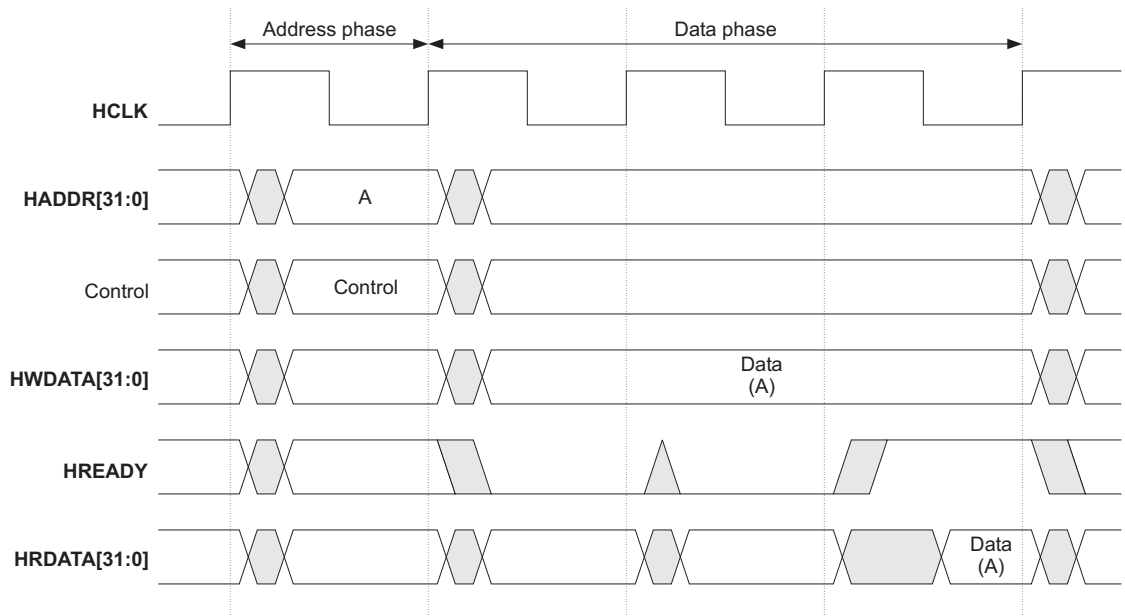 Address phase
Data phase
HCLK
HADDR[31:0]
A
Control
Control
HWDATA[31:0]
Data
(A)
HREADY
HRDATA[31:0]
Data
(A)